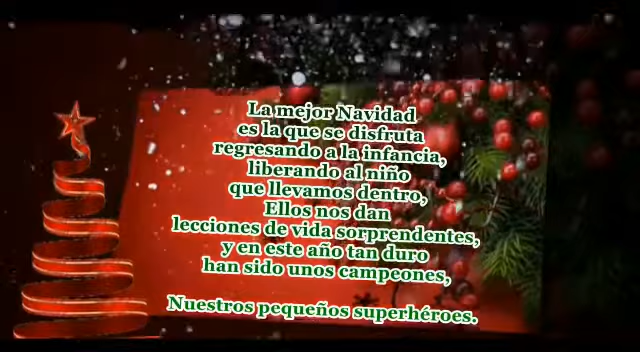 La mejor Navidad
es la que se disfruta
regresando a la infancia,
liberando al niño
que llevamos dentro,
Ellos nos dan
lecciones de vida sorprendentes,
y en este año tan duro
han sido unos campeones,
Nuestros pequeños superhéroes.